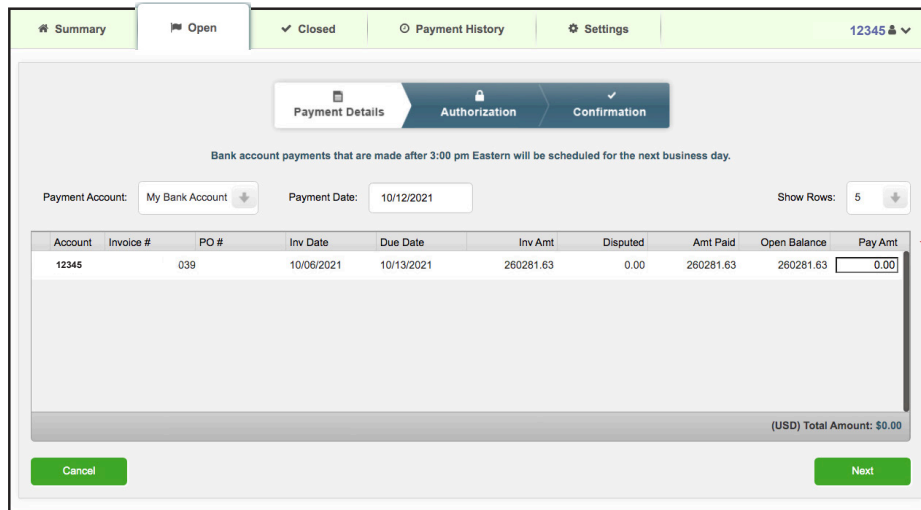 Summary Open Closed Payment History Settings 12345
Payment Details Authorization Confirmation
Bank account payments that are made after 3:00 pm Eastern will be scheduled for the next business day.
Payment Account: My Bank Account Payment Date: 10/12/2021 Show Rows: 5
Account Invoice # PO # Inv Date Due Date Inv Amt Disputed Amt Paid Open Balance Pay Amt
12345 039 10/06/2021 10/13/2021 260281.63 0.00 260281.63 260281.63 0.00
(USD) Total Amount: $0.00
Cancel Next